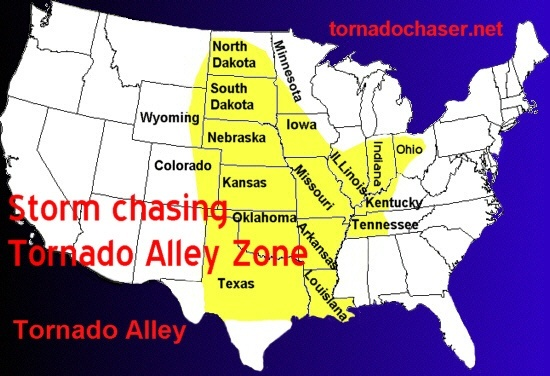 tornadochaser.net
North
Dakota
Minnesota
South
Dakota
Wyoming
Iowa
Nebraska
Ohio
ILLinois
Indiana
Colorado
Kansas
Missouri
Kentucky
Storm chasing
Oklahoma
Tennessee
Arkansas
Tornado Alley Zone
Texas
Louisiana
Tornado Alley